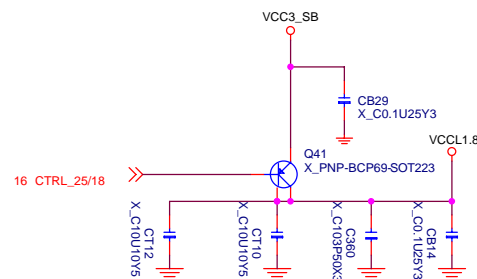 VCC3_SB
CB29
X_C0.1U25Y3
VCCL1.8
Q41
X_PNP-BCP69-SOT223
16 CTRL_25/18
CT12
X_C10U10Y5
CT10
X_C10U10Y5
C360
X_C103P50X3
CB14
X_C0.1U25Y3